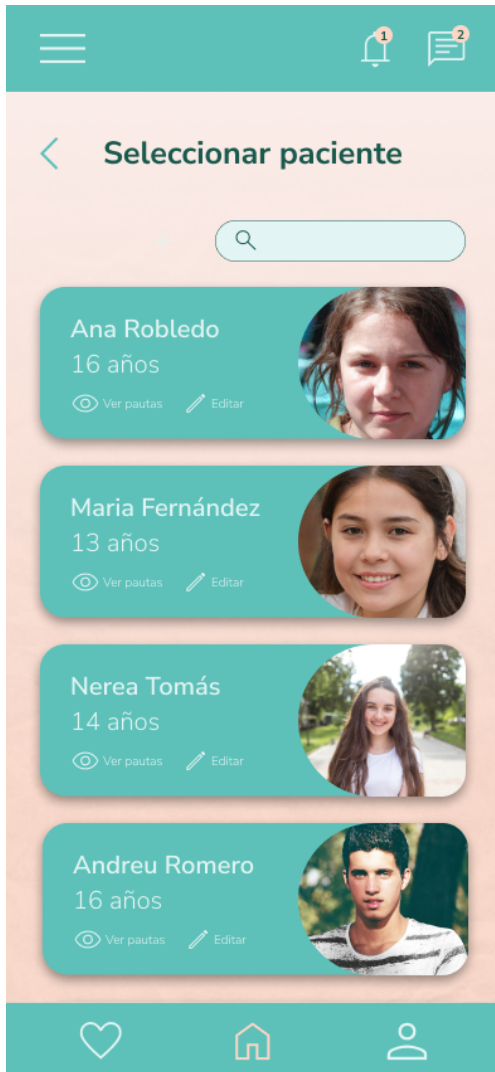 1
2
Seleccionar paciente
Ana Robledo
16 años
Ver pautas Editar
Maria Fernández
13 años
Ver pautas Editar
Nerea Tomás
14 años
Ver pautas Editar
Andreu Romero
16 años
Ver pautas Editar